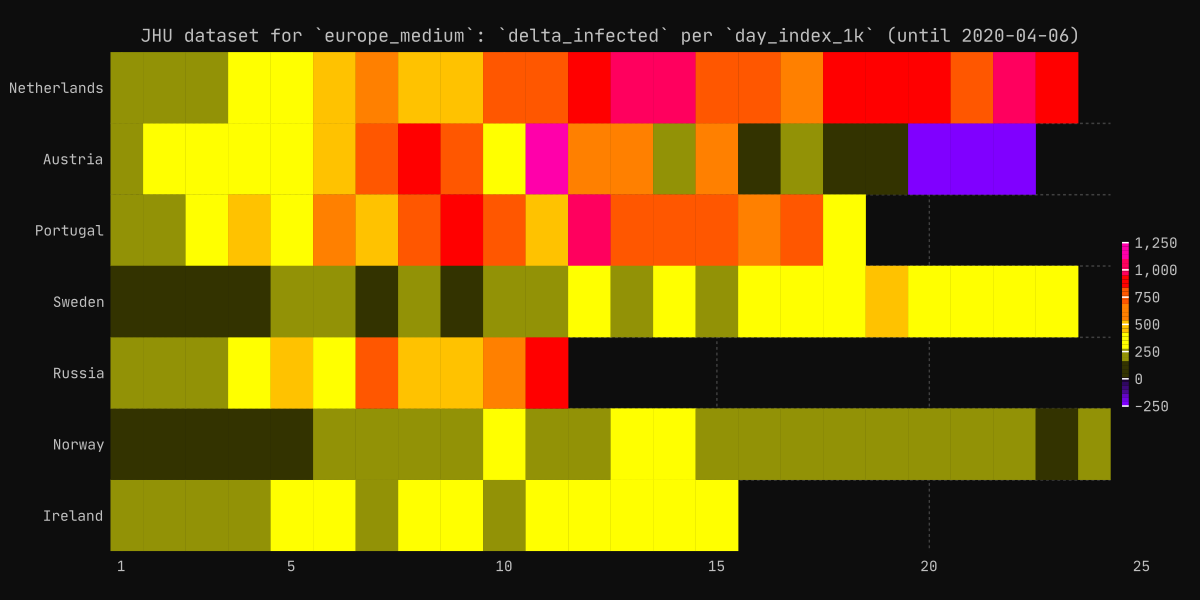 JHU dataset for `europe_medium`: `delta_infected` per `day_index_1k` (until 2020-04-06)
Netherlands
Austria
Portugal
Sweden
Russia
Norway
Ireland
1,250
1,000
750
500
250
0
-250
1 5 10 15 20 25